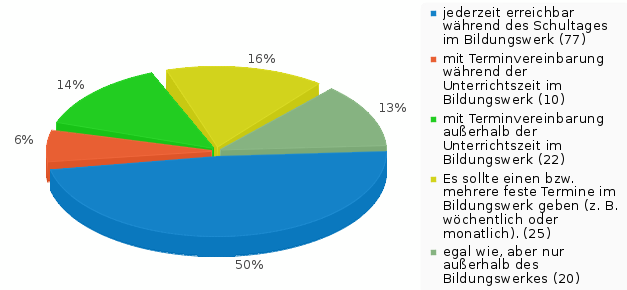 16%
14%
13%
6%
50%
jederzeit erreichbar
während des Schultages
im Bildungswerk (77)
mit Terminvereinbarung
während der
Unterrichtszeit im
Bildungswerk (10)
mit Terminvereinbarung
außerhalb der
Unterrichtszeit im
Bildungswerk (22)
Es sollte einen bzw.
mehrere feste Termine im
Bildungswerk geben (z. B.
wöchentlich oder
monatlich). (25)
egal wie, aber nur
außerhalb des
Bildungswerkes (20)